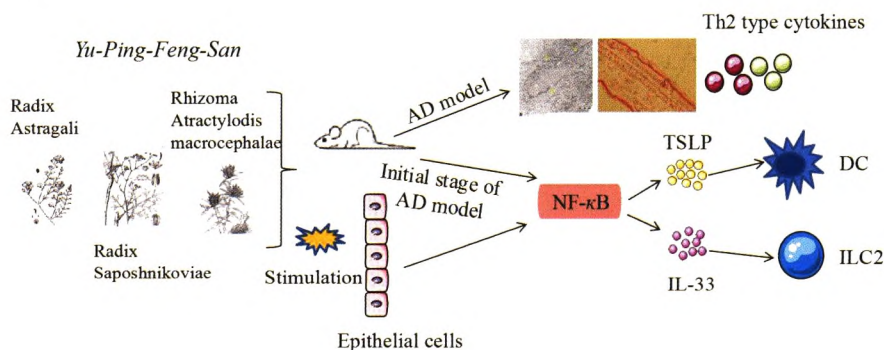 Yu-Ping-Feng-San
Radix
Astragali
Rhizoma
Atractylodis
macrocephalae
Radix
Saposhnikoviae
Stimulation
Epithelial cells
AD model
Initial stage of
AD model
Th2 type cytokines
NF-κB
TSLP
DC
IL-33
ILC2